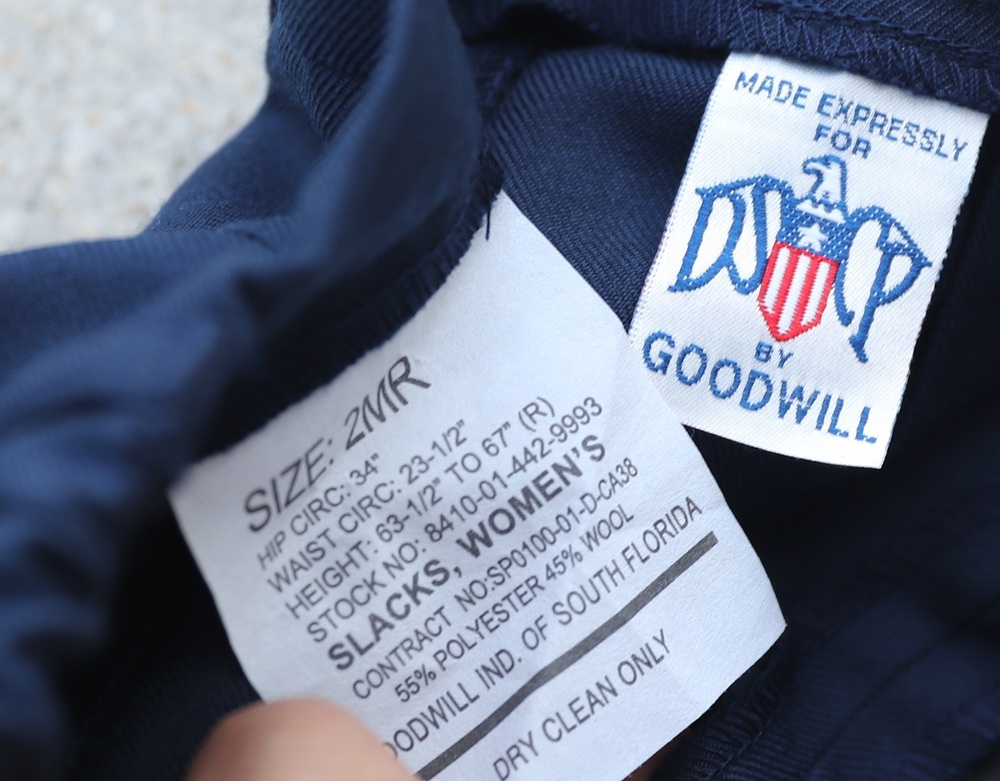 MADE EXPRESSLY
FOR
DSCP
BY
GOODWILL
SIZE: 2MR
HIP CIRC: 34"
WAIST CIRC: 23-1/2"
HEIGHT: 63-1/2" TO 67" (R)
STOCK NO: 8410-01-442-9993
SLACKS, WOMEN'S
CONTRACT NO:SP0100-01-D-CA38
55% POLYESTER 45% WOOL
OODWILL IND. OF SOUTH FLORIDA
DRY CLEAN ONLY